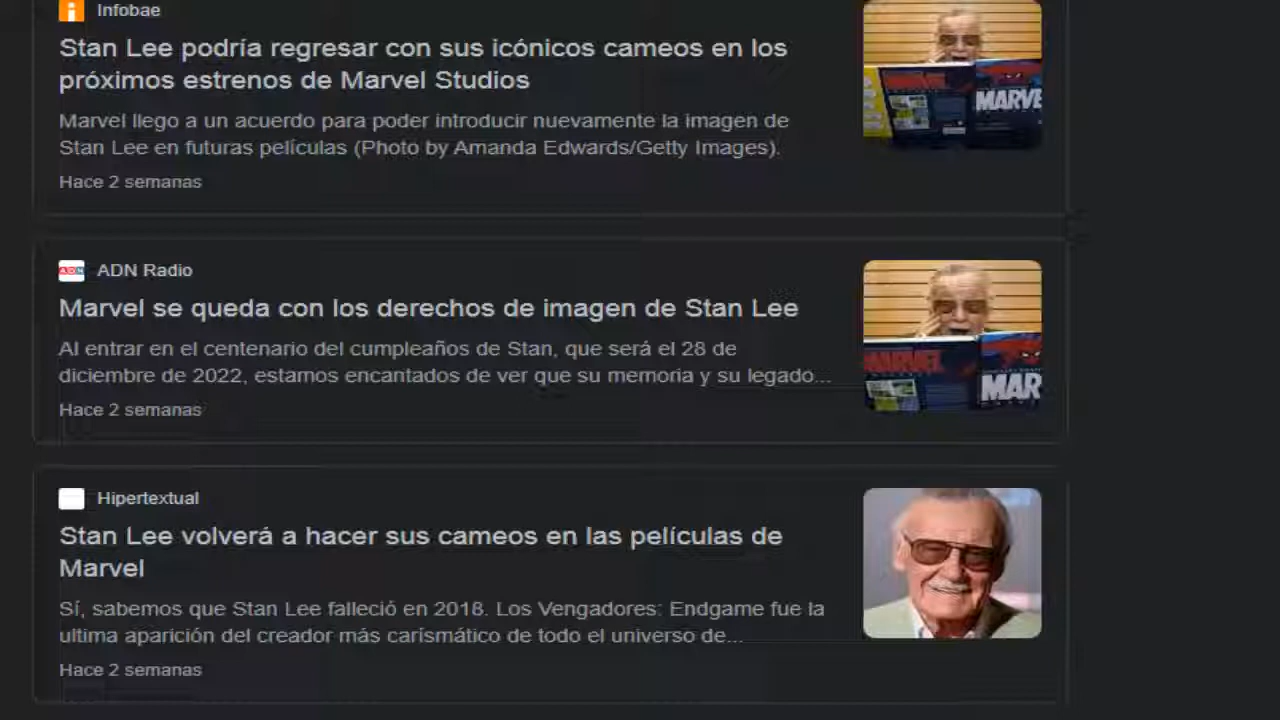 Infobae
Stan Lee podría regresar con sus icónicos cameos en los
próximos estrenos de Marvel Studios
Marvel llego a un acuerdo para poder introducir nuevamente la imagen de
Stan Lee en futuras películas (Photo by Amanda Edwards/Getty Images).
Hace 2 semanas
MARVE
ADN Radio
Marvel se queda con los derechos de imagen de Stan Lee
Al entrar en el centenario del cumpleaños de Stan, que será el 28 de
diciembre de 2022, estamos encantados de ver que su memoria y su legado...
Hace 2 semanas
ADN
MARVEL
MAR
Hipertextual
Stan Lee volverá a hacer sus cameos en las películas de
Marvel
Sí, sabemos que Stan Lee falleció en 2018. Los Vengadores: Endgame fue la
ultima aparición del creador más carísmático de todo el universo de...
Hace 2 semanas